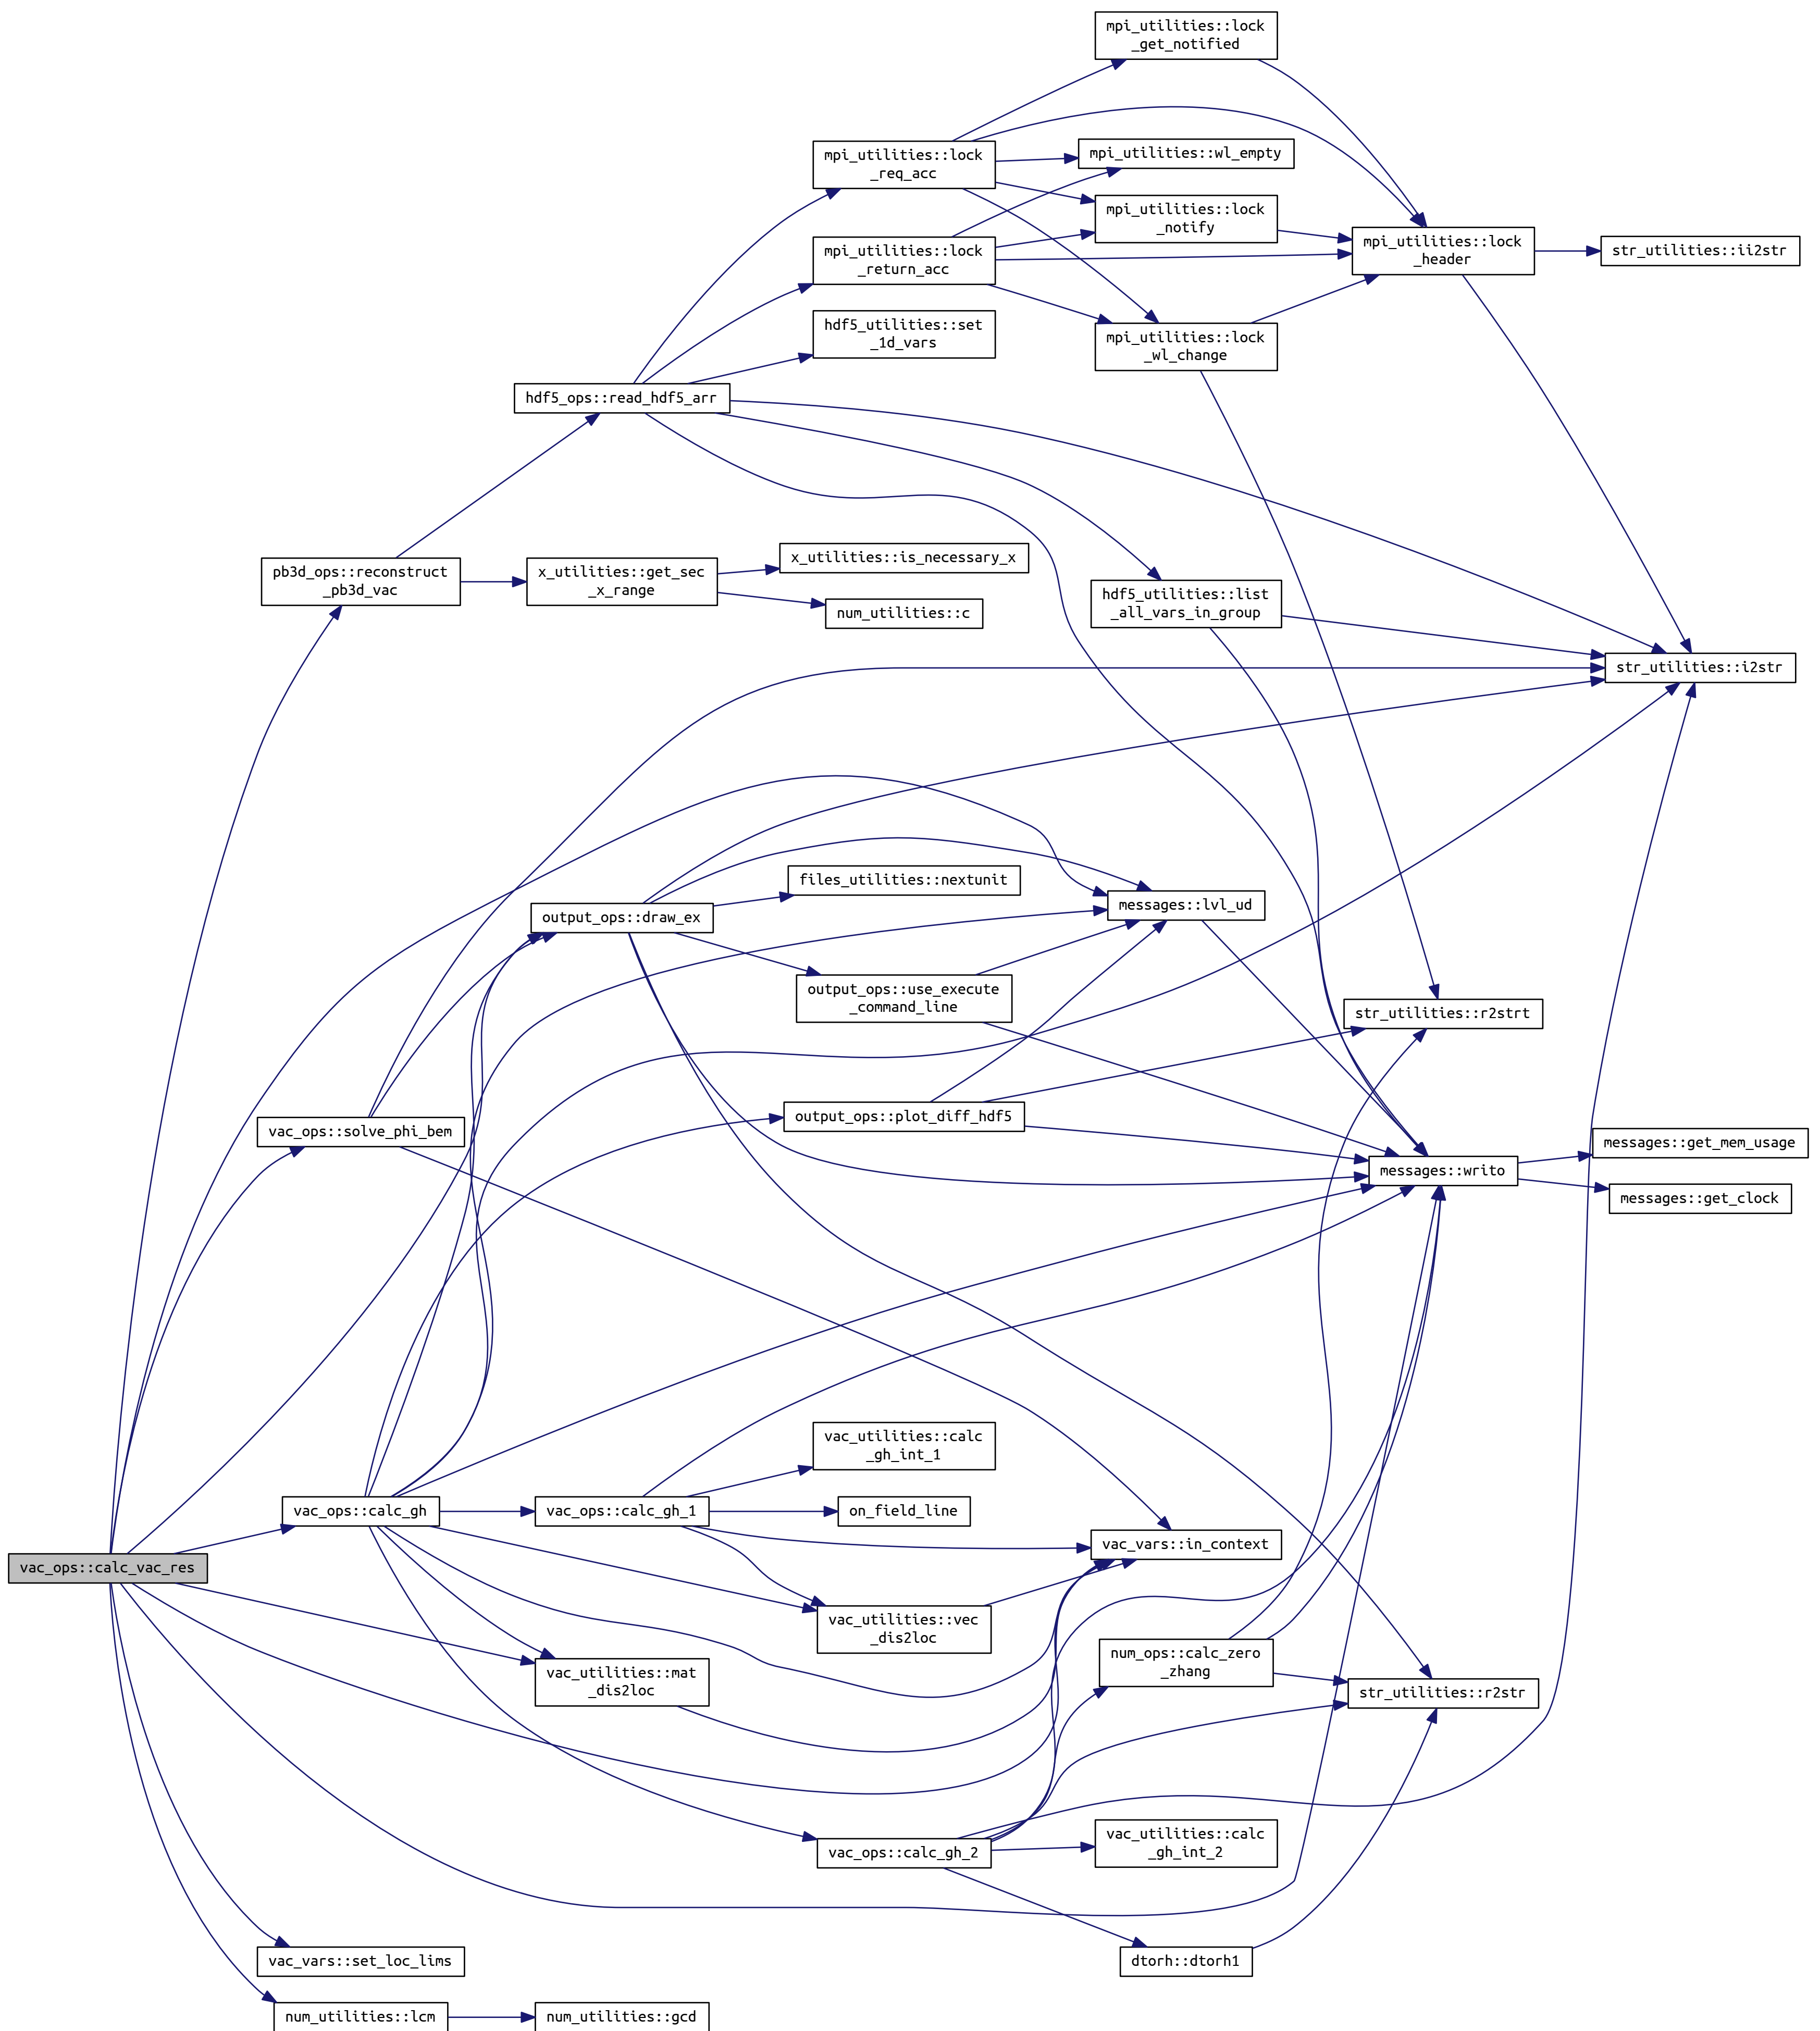 mpi_utilities::lock
_get_notified
mpi_utilities::lock
_req_acc
mpi_utilities::wl_empty
mpi_utilities::lock
_notify
mpi_utilities::lock
_header
str_utilities::ii2str
mpi_utilities::lock
_return_acc
hdf5_utilities::set
_1d_vars
mpi_utilities::lock
_wl_change
hdf5_ops::read_hdf5_arr
x_utilities::is_necessary_x
pb3d_ops::reconstruct
_pb3d_vac
x_utilities::get_sec
_x_range
num_utilities::c
hdf5_utilities::list
_all_vars_in_group
str_utilities::i2str
files_utilities::nextunit
output_ops::draw_ex
messages::lvl_ud
output_ops::use_execute
_command_line
str_utilities::r2strt
output_ops::plot_diff_hdf5
vac_ops::solve_phi_bem
messages::get_mem_usage
messages::writo
messages::get_clock
vac_utilities::calc
_gh_int_1
vac_ops::calc_gh
vac_ops::calc_gh_1
on_field_line
vac_vars::in_context
vac_ops::calc_vac_res
vac_utilities::vec
_dis2loc
vac_utilities::mat
_dis2loc
num_ops::calc_zero
_zhang
str_utilities::r2str
vac_ops::calc_gh_2
vac_utilities::calc
_gh_int_2
vac_vars::set_loc_lims
dtorh::dtorh1
num_utilities::lcm
num_utilities::gcd